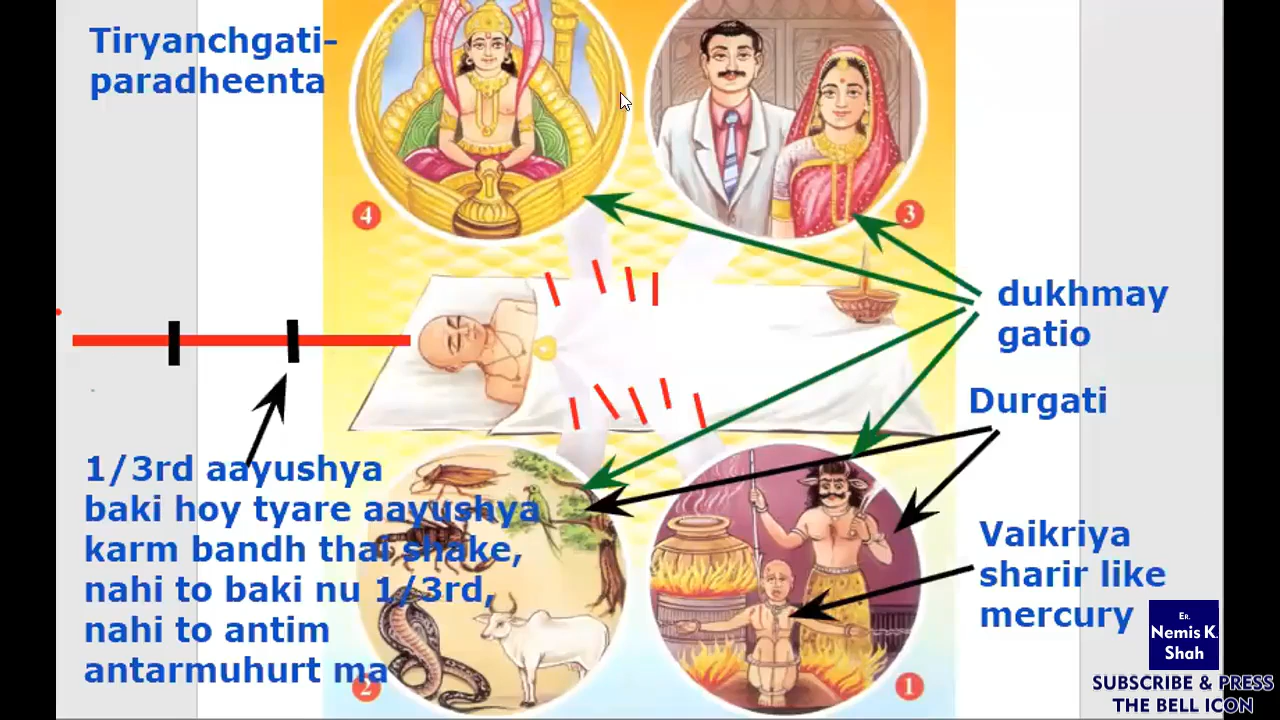 Tiryanchgati-
paradheenta
4
3
dukhmay
gatio
Durgati
1/3rd aayushya
baki hoy tyare aayushya
karm bandh thai shake,
nahi to baki nu 1/3rd,
nahi to antim
antarmuhurt ma
Vaikriya
sharir like
mercury
2
1
Er.
Nemis K.
Shah
SUBSCRIBE & PRESS
THE BELL ICON